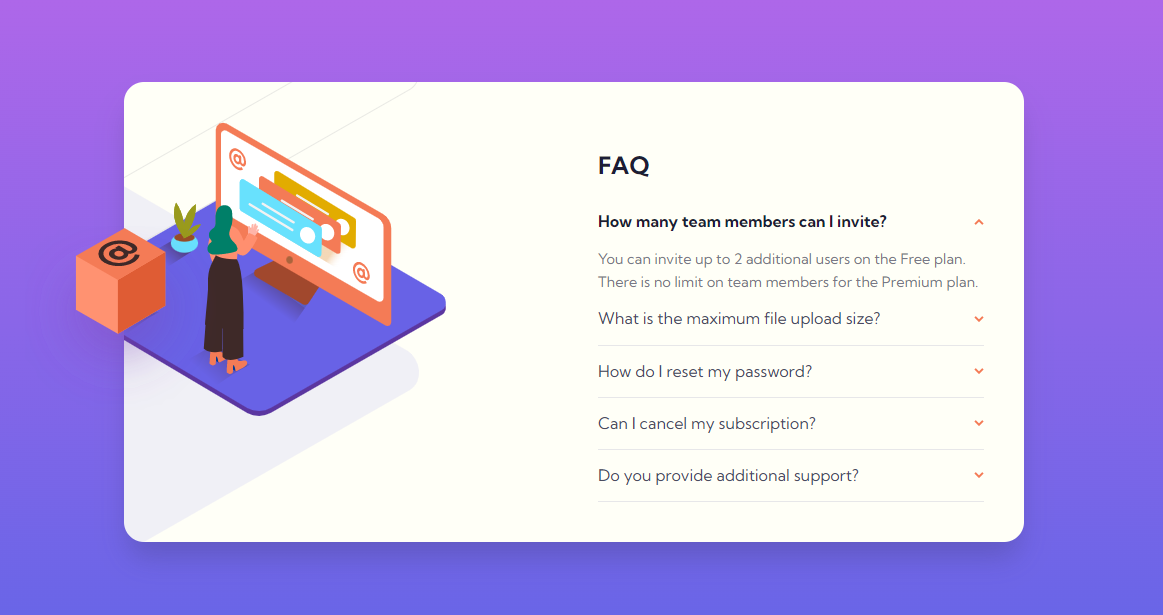 @
@
@
FAQ
How many team members can I invite?
You can invite up to 2 additional users on the Free plan.
There is no limit on team members for the Premium plan.
What is the maximum file upload size?
How do I reset my password?
Can I cancel my subscription?
Do you provide additional support?